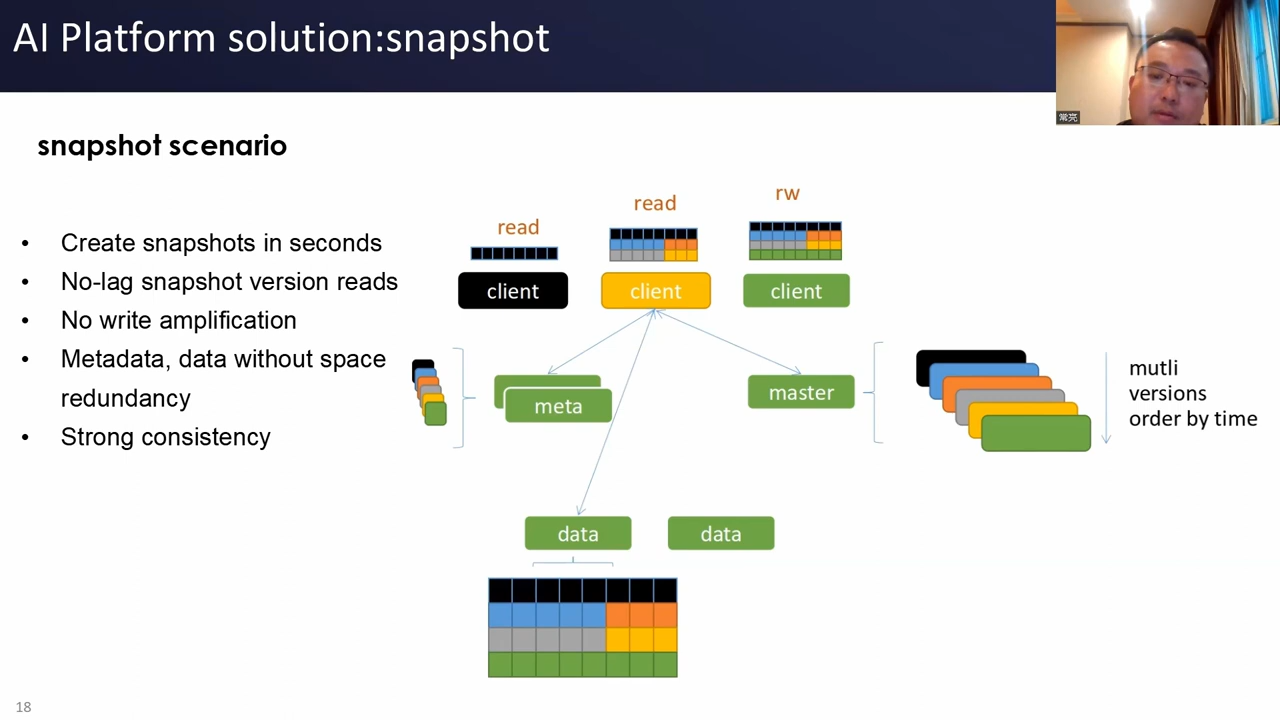 AI Platform solution:snapshot
常亮
snapshot scenario
• Create snapshots in seconds
• No-lag snapshot version reads
• No write amplification
• Metadata, data without space
redundancy
• Strong consistency
read
read
rw
client
client
client
meta
master
mutli
versions
order by time
data
data
18